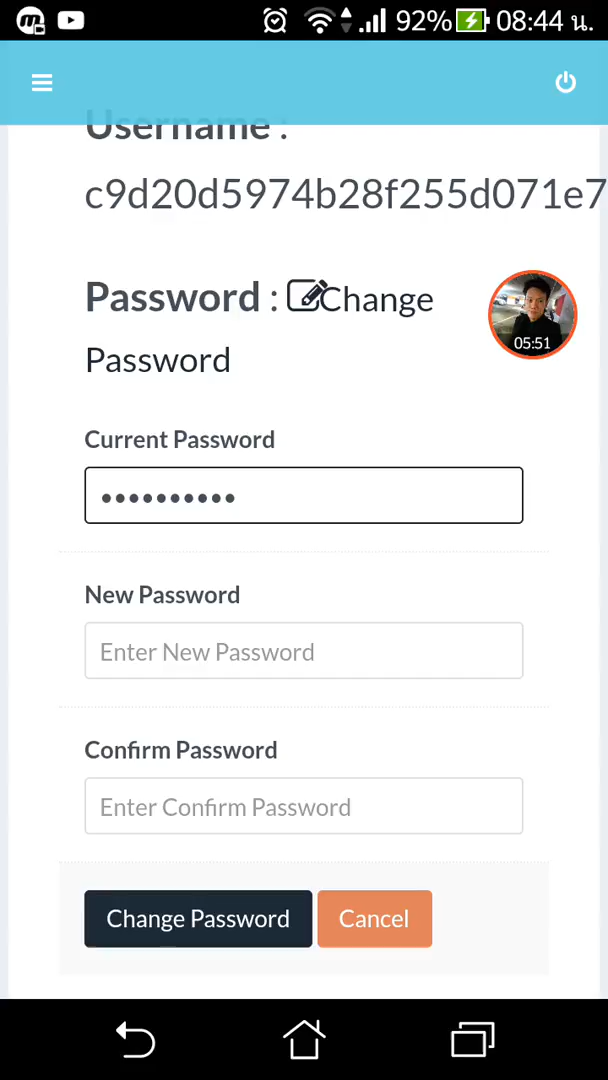 92% 08:44 น.
Username :
c9d20d5974b28f255d071e7
Password : Change
Password
05:51
Current Password
••••••••••
New Password
Enter New Password
Confirm Password
Enter Confirm Password
Change Password Cancel